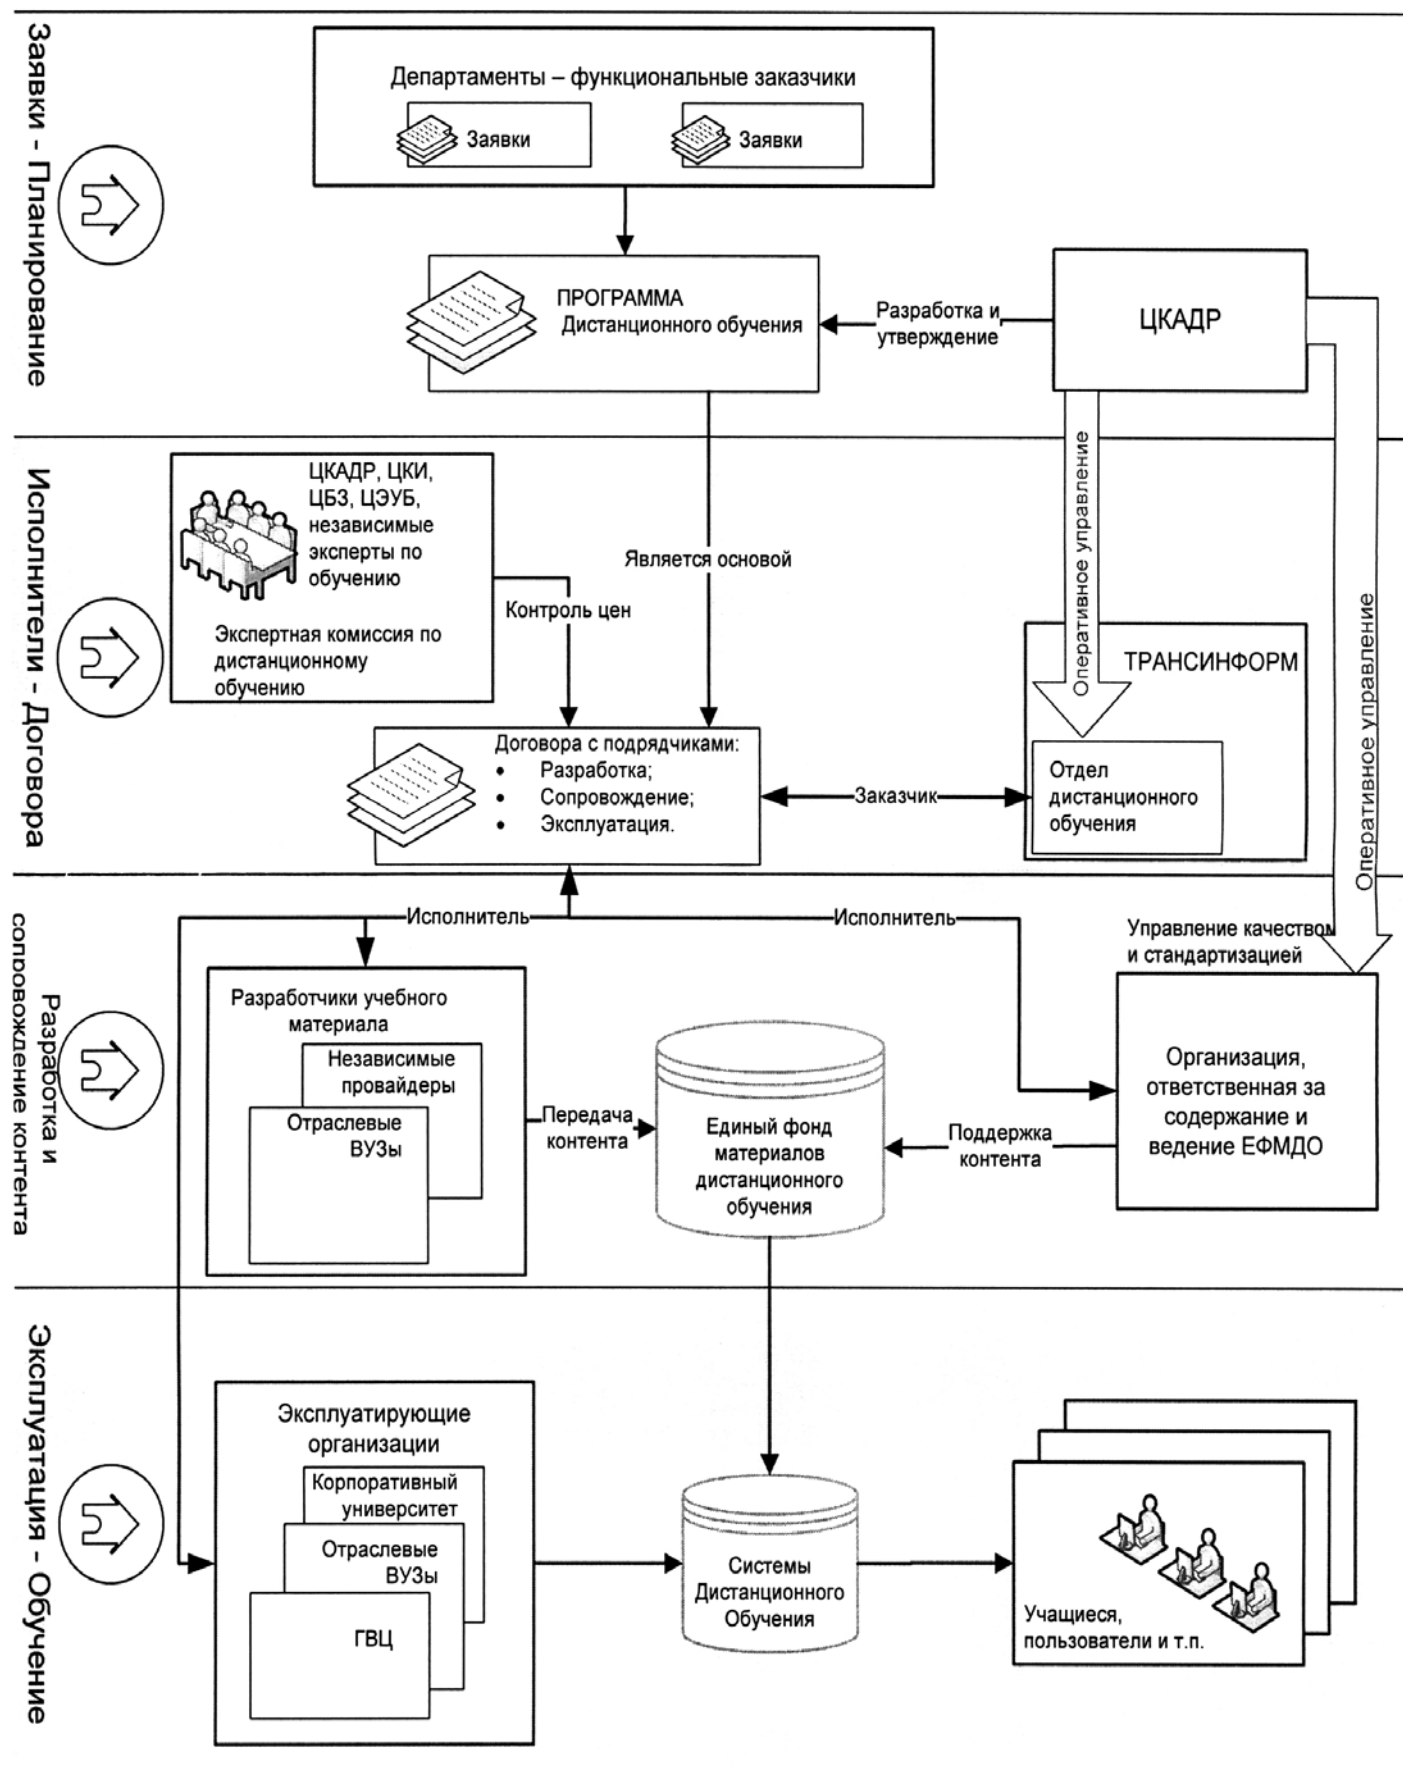 Заявки - Планирование
Департаменты – функциональные заказчики
Заявки
Заявки
ПРОГРАММА
Дистанционного обучения
Разработка и
утверждение
ЦКАДР
Исполнители - Договора
ЦКАДР, ЦКИ,
ЦБЗ, ЦЭУБ,
независимые
эксперты по
обучению
Экспертная комиссия по
дистанционному
обучению
Контроль цен
Является основой
Оперативное управление
Оперативное управление
ТРАНСИНФОРМ
Отдел
дистанционного
обучения
Договора с подрядчиками:
• Разработка;
• Сопровождение;
• Эксплуатация.
Заказчик
Разработка и
сопровождение контента
Исполнитель
Исполнитель
Управление качеством
и стандартизацией
Разработчики учебного
материала
Независимые
провайдеры
Отраслевые
ВУЗы
Передача
контента
Единый фонд
материалов
дистанционного
обучения
Поддержка
контента
Организация,
ответственная за
содержание и
ведение ЕФМДО
Эксплуатация - Обучение
Эксплуатирующие
организации
Корпоративный
университет
Отраслевые
ВУЗы
ГВЦ
Системы
Дистанционного
Обучения
Учащиеся,
пользователи и т.п.